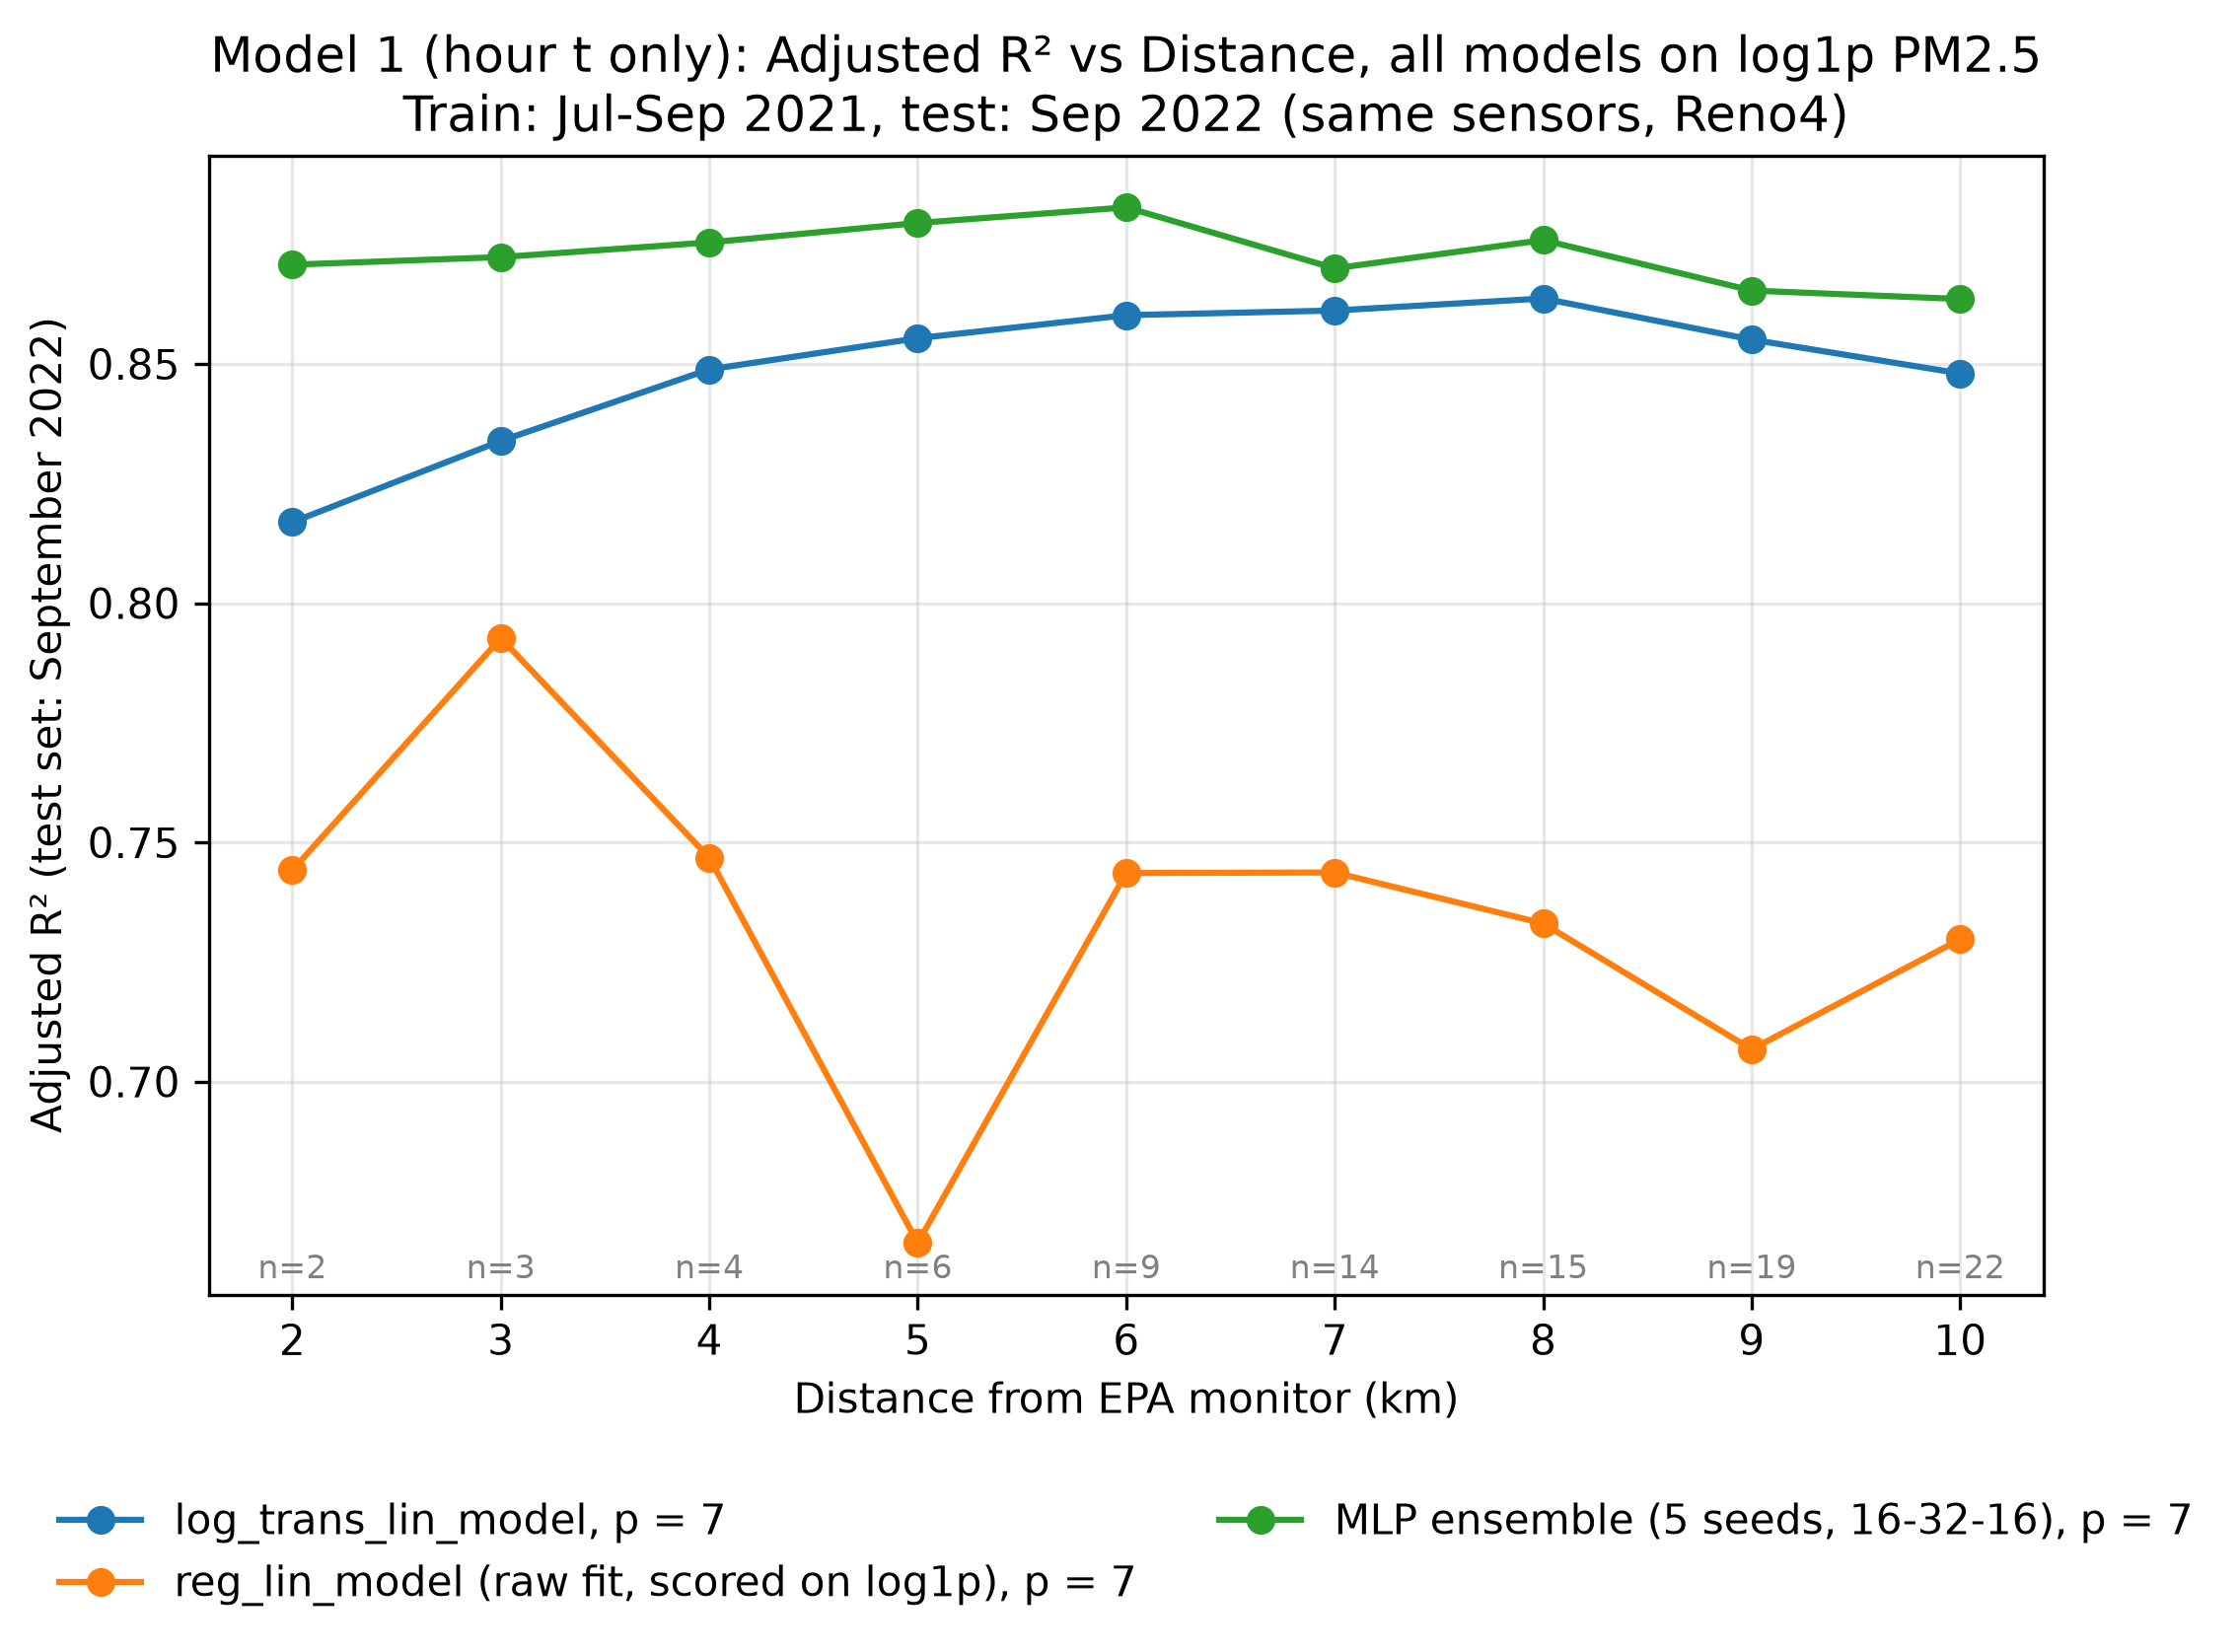 Model 1 (hour t only): Adjusted R² vs Distance, all models on log1p PM2.5
Train: Jul-Sep 2021, test: Sep 2022 (same sensors, Reno4)
Adjusted R² (test set: September 2022)
0.85
0.80
0.75
0.70
n=2
n=3
n=4
n=6
n=9
n=14
n=15
n=19
n=22
2
3
4
5
6
7
8
9
10
Distance from EPA monitor (km)
log_trans_lin_model, p = 7
reg_lin_model (raw fit, scored on log1p), p = 7
MLP ensemble (5 seeds, 16-32-16), p = 7